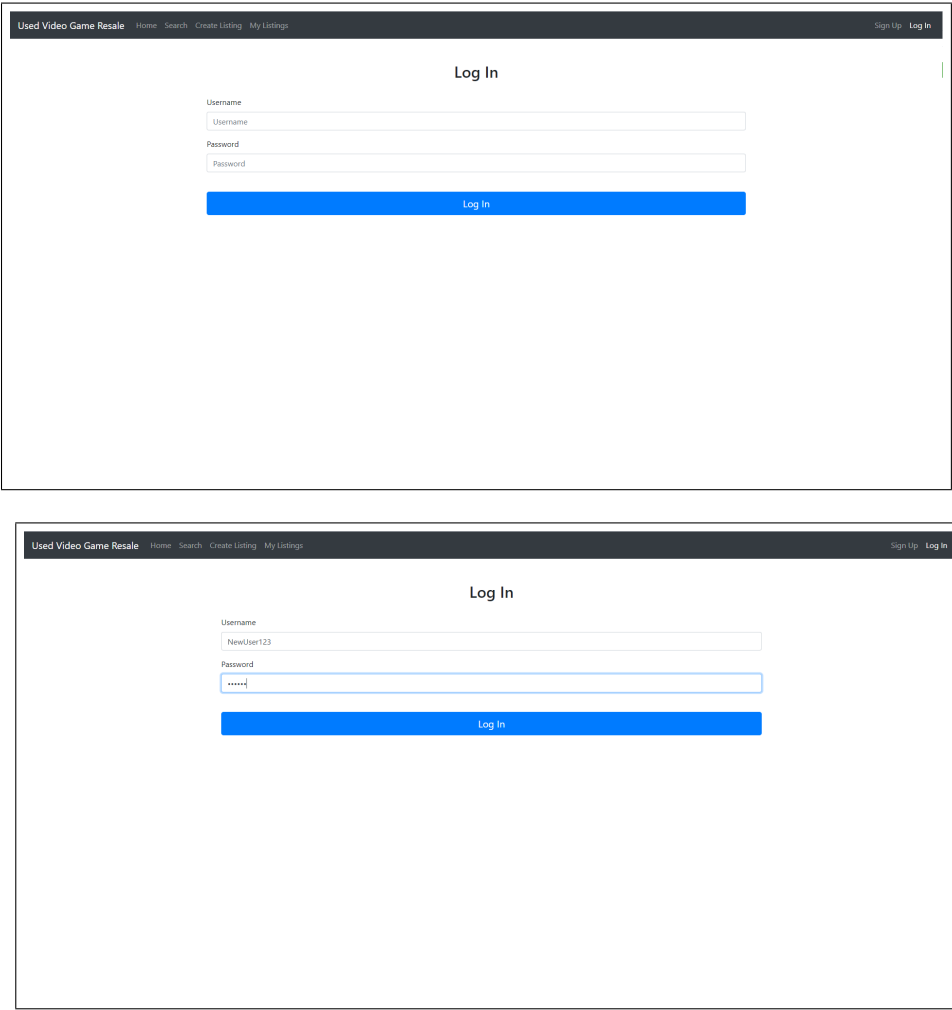 Used Video Game Resale Home Search Create Listing My Listings Sign Up Log In
Log In
Username
Username
Password
Password
Log In
Used Video Game Resale Home Search Create Listing My Listings Sign Up Log In
Log In
Username
NewUser123
Password
••••••
Log In